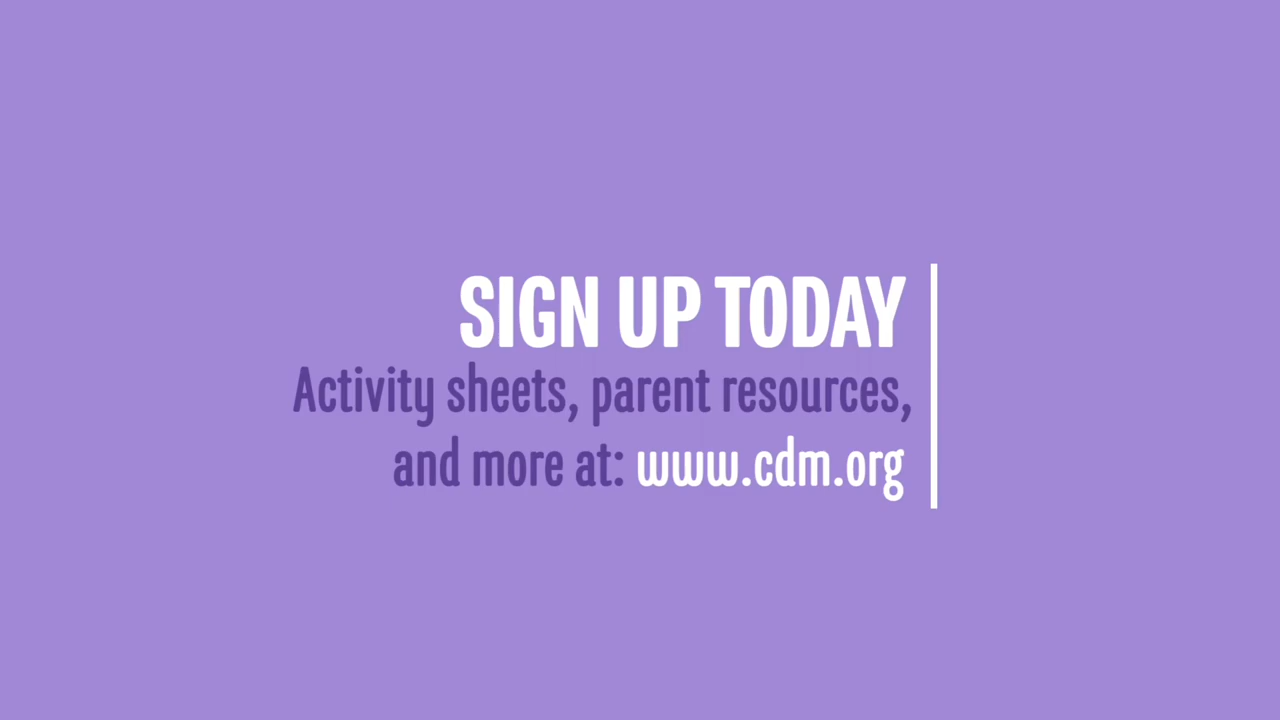 SIGN UP TODAY
Activity sheets, parent resources,
and more at: www.cdm.org